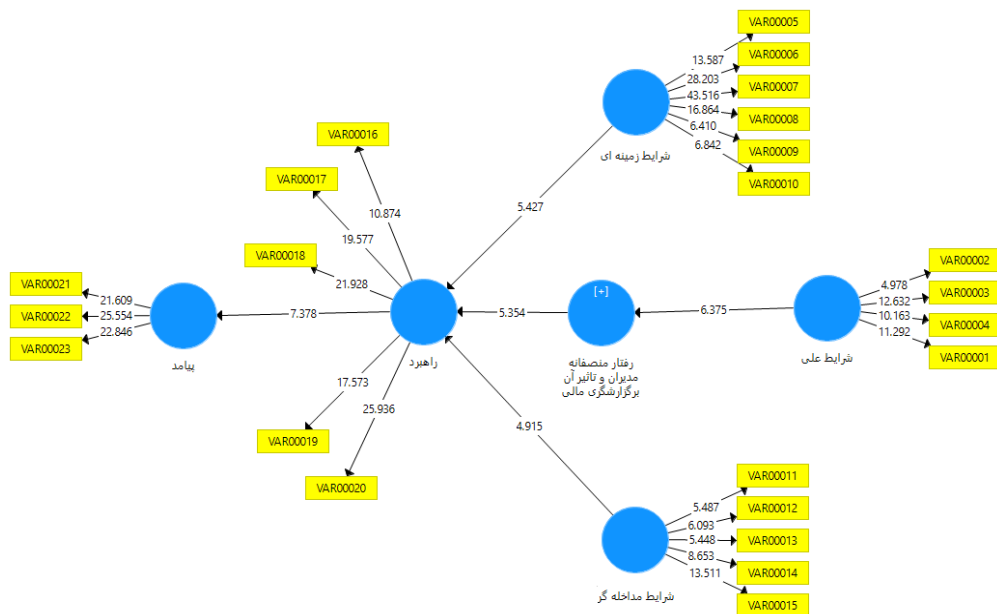 VAR00005
13.587
VAR00006
28.203
VAR00007
43.516
VAR00008
16.864
VAR00009
6.410
VAR00010
6.842
شرایط زمینه ای
VAR00016
10.874
VAR00017
19.577
VAR00018
21.928
5.427
VAR00021
21.609
VAR00022
25.554
VAR00023
22.846
پیامد
7.378
راهبرد
5.354
[+]
رفتار منصفانه
مدیران و تاثیر آن
برگزارشگری مالی
6.375
شرایط علی
VAR00002
4.978
VAR00003
12.632
VAR00004
10.163
VAR00001
11.292
VAR00019
17.573
VAR00020
25.936
4.915
شرایط مداخله گر
VAR00011
5.487
VAR00012
6.093
VAR00013
5.448
VAR00014
8.653
VAR00015
13.511